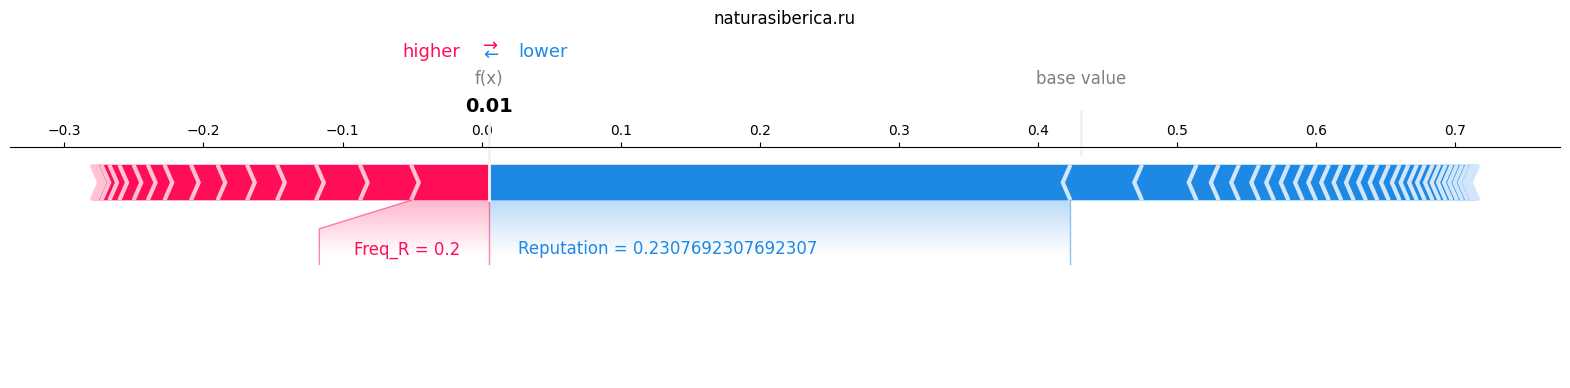 naturasiberica.ru
higher ⇄ lower
f(x)
base value
0.01
−0.3 −0.2 −0.1 0.0 0.1 0.2 0.3 0.4 0.5 0.6 0.7
Freq_R = 0.2
Reputation = 0.2307692307692307